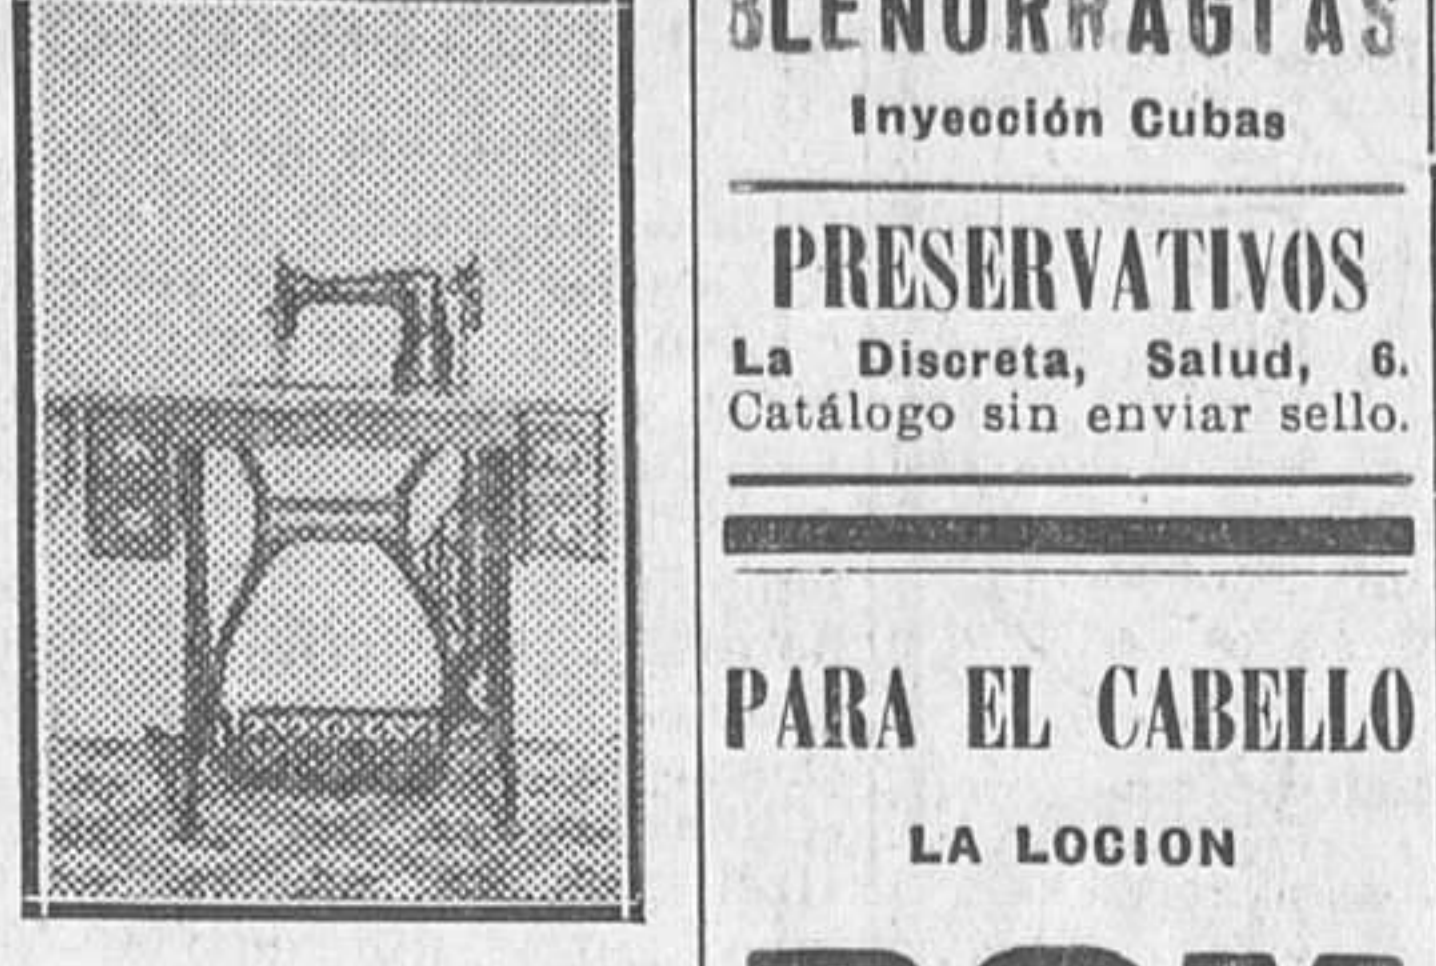 BLENORRAGIAS
Inyección Cubas
PRESERVATIVOS
La Discreta, Salud, 6.
Catálogo sin enviar sello.
PARA EL CABELLO
LA LOCION